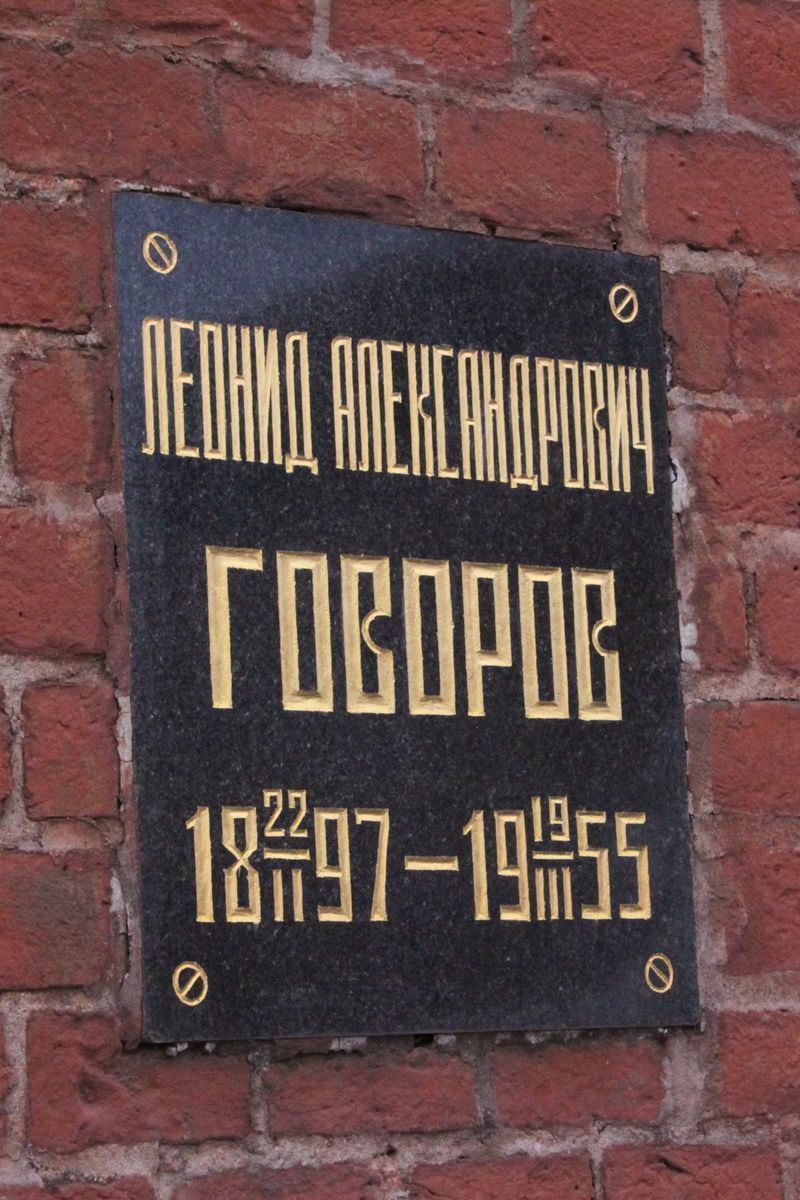 ЛЕОНИД АЛЕКСАНДРОВИЧ
ГОВОРОВ
18 22/II 97 — 19 19/III 55